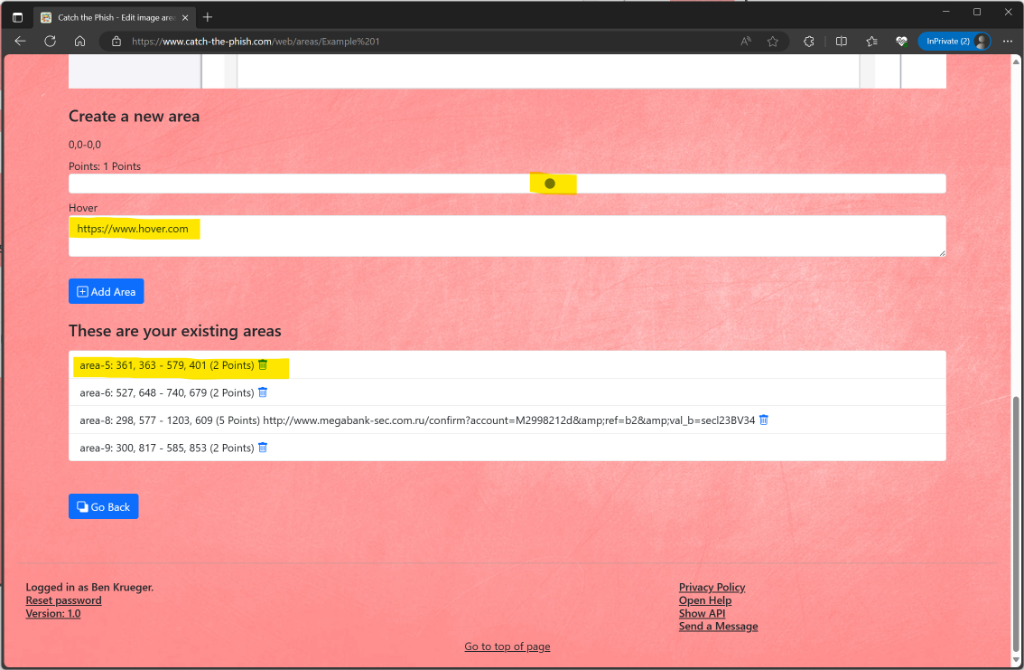 Catch the Phish - Edit image area
https://www.catch-the-phish.com/web/areas/Example%201
InPrivate (2)
Create a new area
0,0-0,0
Points: 1 Points
Hover
https://www.hover.com
Add Area
These are your existing areas
area-5: 361, 363 - 579, 401 (2 Points)
area-6: 527, 648 - 740, 679 (2 Points)
area-8: 298, 577 - 1203, 609 (5 Points) http://www.megabank-sec.com.ru/confirm?account=M2998212d&amp;ref=b2&amp;val_b=secl23BV34
area-9: 300, 817 - 585, 853 (2 Points)
Go Back
Logged in as Ben Krueger.
Reset password
Version: 1.0
Privacy Policy
Open Help
Show API
Send a Message
Go to top of page